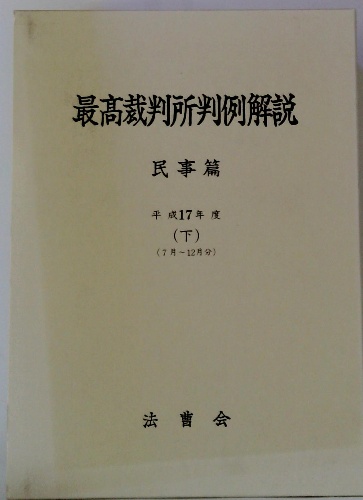 最高裁判所判例解説
民事篇
平成17年度
(下)
(7月~12月分)
法曹会